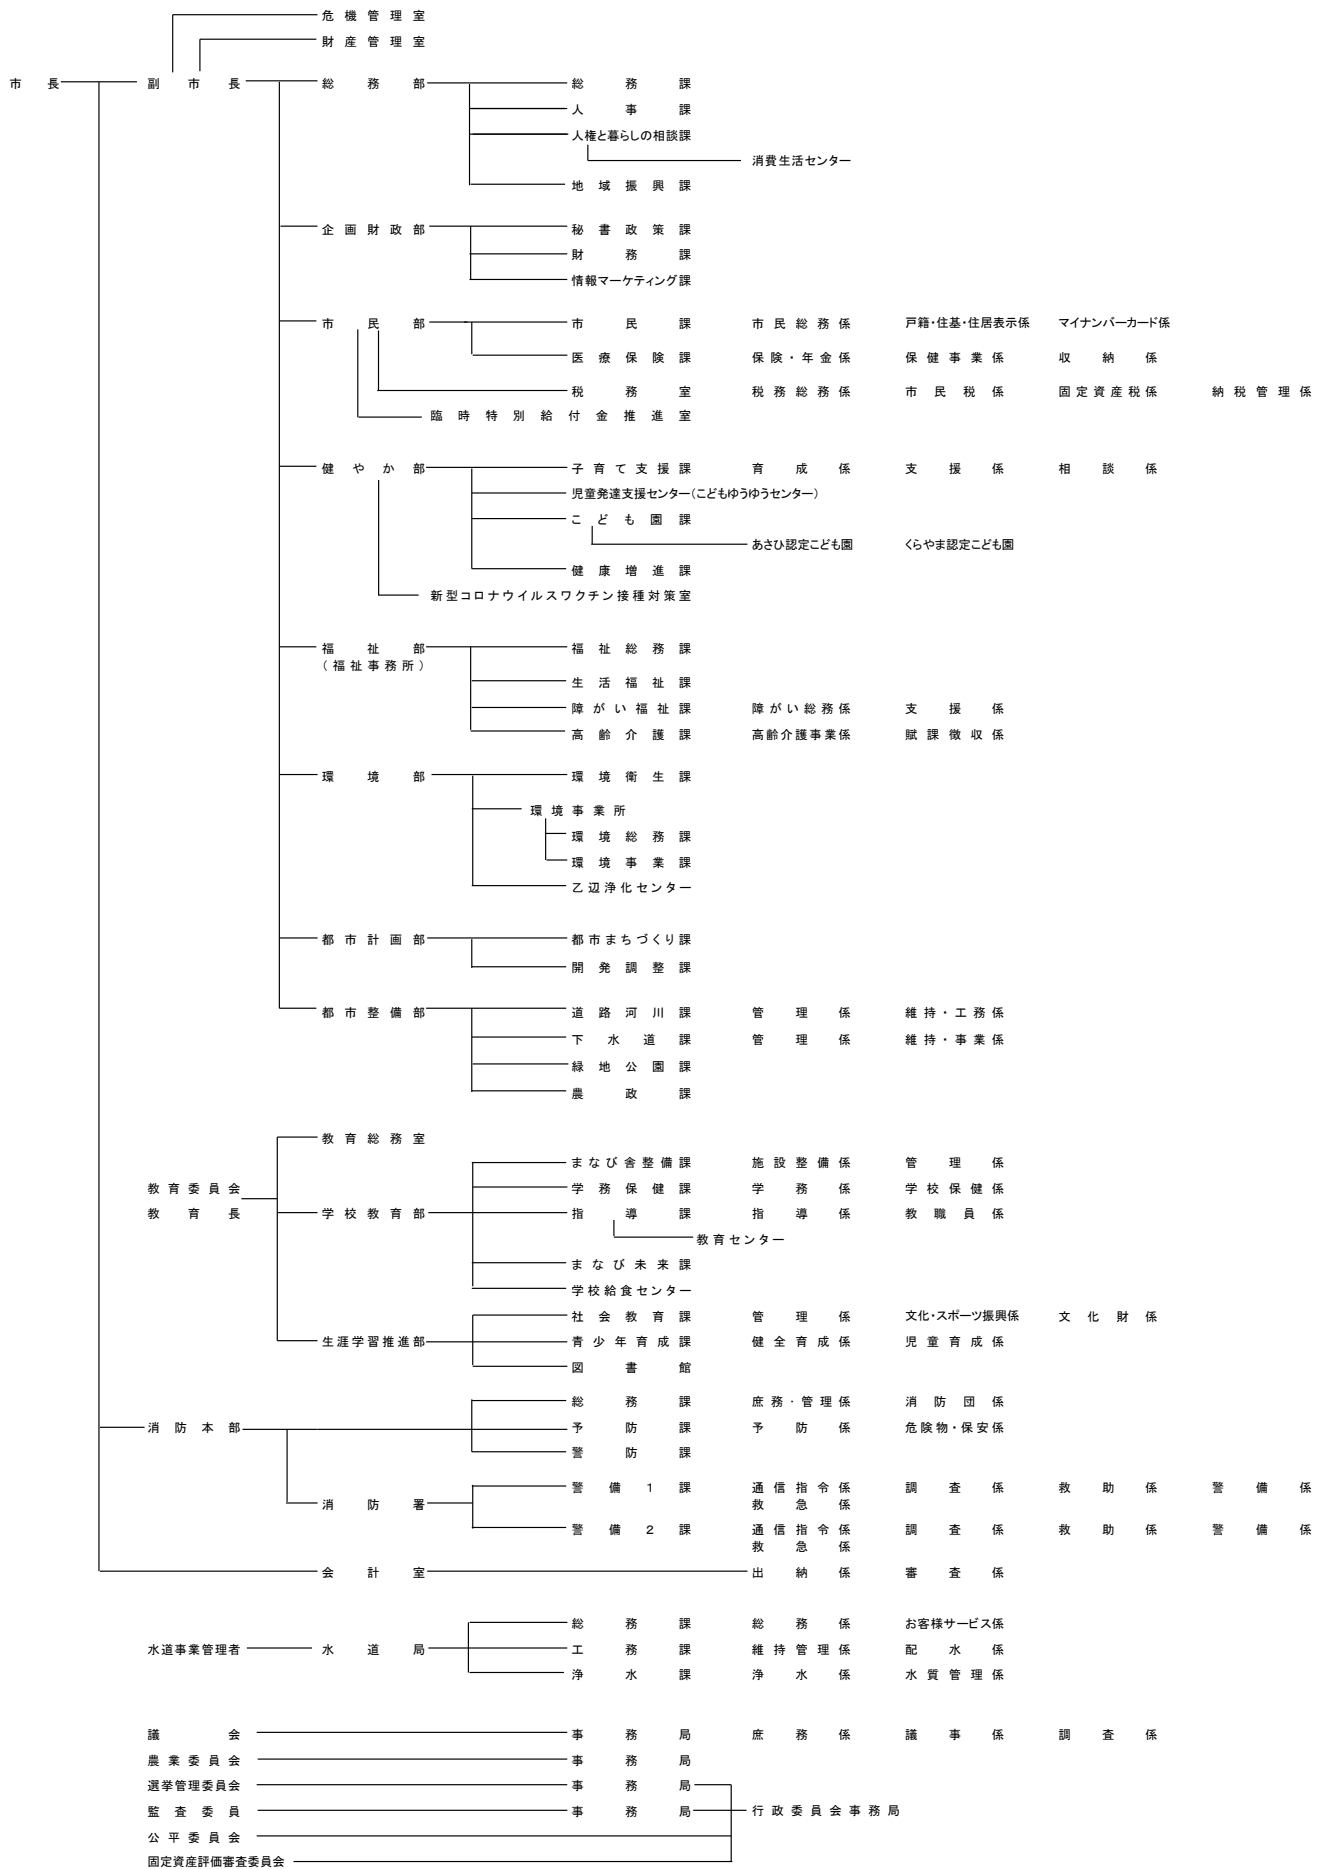 危機管理室
財産管理室
市長 副市長 総務部 総務課
人事課
人権と暮らしの相談課
消費生活センター
地域振興課
企画財政部 秘書政策課
財務課
情報マーケティング課
市民部 市民課 市民総務係 戸籍・住基・住居表示係 マイナンバーカード係
医療保険課 保険・年金係 保健事業係 収納係
税務室 税務総務係 市民税係 固定資産税係 納税管理係
臨時特別給付金推進室
健やか部 子育て支援課 育成係 支援係 相談係
児童発達支援センター(こどもゆうゆうセンター)
こども園課
あさひ認定こども園 くらやま認定こども園
健康増進課
新型コロナウイルスワクチン接種対策室
福祉部 福祉総務課
(福祉事務所)
生活福祉課
障がい福祉課 障がい総務係 支援係
高齢介護課 高齢介護事業係 賦課徴収係
環境部 環境衛生課
環境事業所
環境総務課
環境事業課
乙辺浄化センター
都市計画部 都市まちづくり課
開発調整課
都市整備部 道路河川課 管理係 維持・工務係
下水道課 管理係 維持・事業係
緑地公園課
農政課
教育総務室
まなび舎整備課 施設整備係 管理係
教育委員会 学務保健課 学務係 学校保健係
教育長 学校教育部 指導課 指導係 教職員係
教育センター
まなび未来課
学校給食センター
社会教育課 管理係 文化・スポーツ振興係 文化財係
生涯学習推進部 青少年育成課 健全育成係 児童育成係
図書館
総務課 庶務・管理係 消防団係
消防本部 予防課 予防係 危険物・保安係
警防課
警備1課 通信指令係 調査係 救助係 警備係
消防署 救急係
警備2課 通信指令係 調査係 救助係 警備係
救急係
会計室 出納係 審査係
総務課 総務係 お客様サービス係
水道事業管理者 水道局 工務課 維持管理係 配水係
浄水課 浄水係 水質管理係
議会 事務局 庶務係 議事係 調査係
農業委員会 事務局
選挙管理委員会 事務局
監査委員 事務局 行政委員会事務局
公平委員会
固定資産評価審査委員会